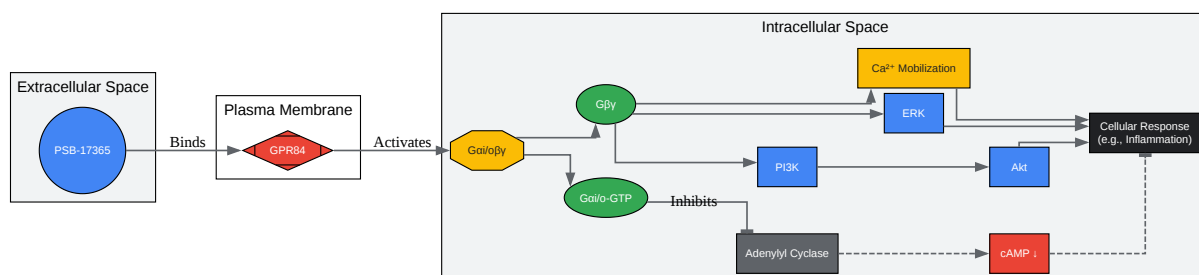 Intracellular Space
Ca²⁺ Mobilization
Extracellular Space
Plasma Membrane
Gβγ
ERK
Cellular Response
(e.g., Inflammation)
PSB-17365
Binds
GPR84
Activates
Gαi/oβγ
PI3K
Akt
Gαi/o-GTP
Inhibits
Adenylyl Cyclase
cAMP ↓